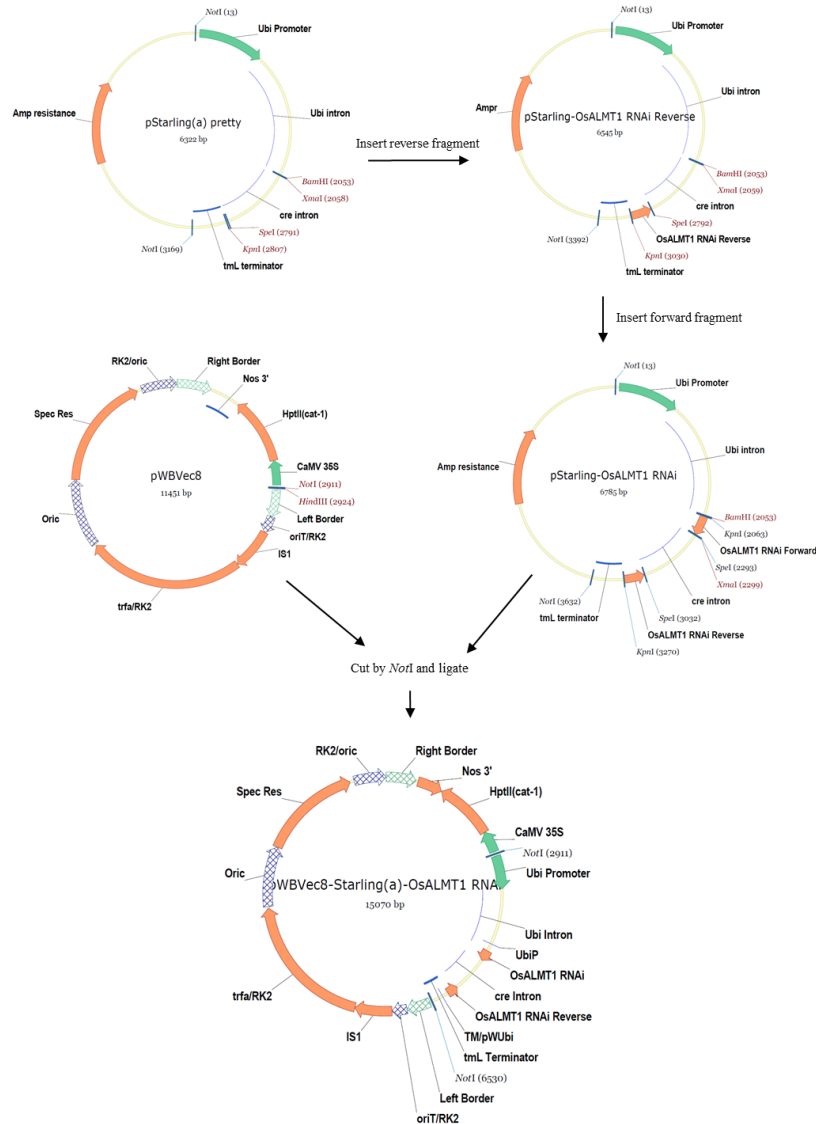 NotI (13)
Ubi Promoter
Amp resistance
pStarling(a) pretty
6322 bp
Ubi intron
BamHI (2053)
XmaI (2058)
cre intron
SpeI (2791)
KpnI (2807)
NotI (3169)
tmL terminator
Insert reverse fragment
NotI (13)
Ubi Promoter
Ampr
pStarling-OsALMT1 RNAi Reverse
6545 bp
Ubi intron
BamHI (2053)
XmaI (2059)
cre intron
SpeI (2792)
OsALMT1 RNAi Reverse
KpnI (3030)
NotI (3392)
tmL terminator
Insert forward fragment
RK2/oric
Right Border
Nos 3'
Spec Res
HptII(cat-1)
pWBVec8
11451 bp
CaMV 35S
NotI (2911)
HindIII (2924)
Left Border
oriT/RK2
IS1
Oric
trfa/RK2
NotI (13)
Ubi Promoter
Amp resistance
Ubi intron
pStarling-OsALMT1 RNAi
6785 bp
BamHI (2053)
KpnI (2063)
OsALMT1 RNAi Forward
SpeI (2293)
XmaI (2299)
cre intron
NotI (3632)
SpeI (3032)
tmL terminator
OsALMT1 RNAi Reverse
KpnI (3270)
Cut by NotI and ligate
RK2/oric
Right Border
Nos 3'
Spec Res
HptII(cat-1)
CaMV 35S
NotI (2911)
Oric
Ubi Promoter
pWBVec8-Starling(a)-OsALMT1 RNAi
15070 bp
Ubi Intron
UbiP
OsALMT1 RNAi
cre Intron
trfa/RK2
OsALMT1 RNAi Reverse
IS1
TM/pWUbi
tmL Terminator
NotI (6530)
Left Border
oriT/RK2